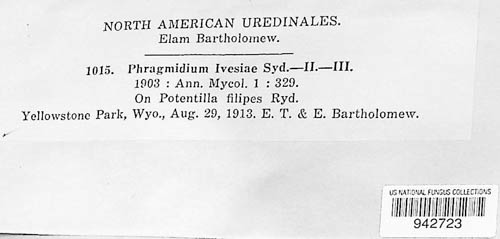 NORTH AMERICAN UREDINALES.
Elam Bartholomew.
1015. Phragmidium Ivesiae Syd.—II.—III.
1903 : Ann. Mycol. 1 : 329.
On Potentilla filipes Ryd.
Yellowstone Park, Wyo., Aug. 29, 1913. E. T. & E. Bartholomew.
US NATIONAL FUNGUS COLLECTIONS
942723